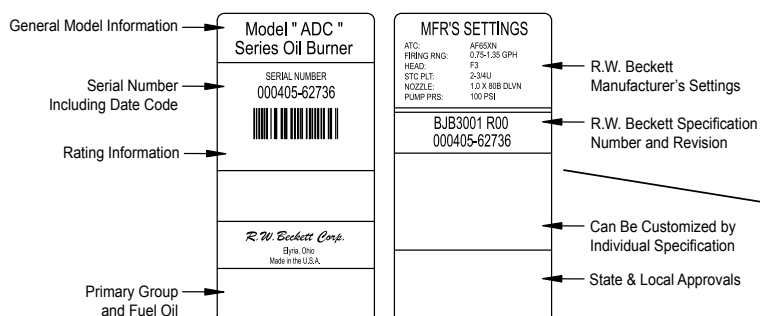 General Model Information
Serial Number
Including Date Code
Rating Information
Primary Group
and Fuel Oil
Model " ADC "
Series Oil Burner
SERIAL NUMBER
000405-62736
R.W. Beckett Corp.
Elyria, Ohio
Made in the U.S.A.
MFR'S SETTINGS
ATC: AF65XN
FIRING RNG: 0.75-1.35 GPH
HEAD: F3
STC PLT: 2-3/4U
NOZZLE: 1.0 X 80B DLVN
PUMP PRS: 100 PSI
BJB3001 R00
000405-62736
R.W. Beckett
Manufacturer's Settings
R.W. Beckett Specification
Number and Revision
Can Be Customized by
Individual Specification
State & Local Approvals